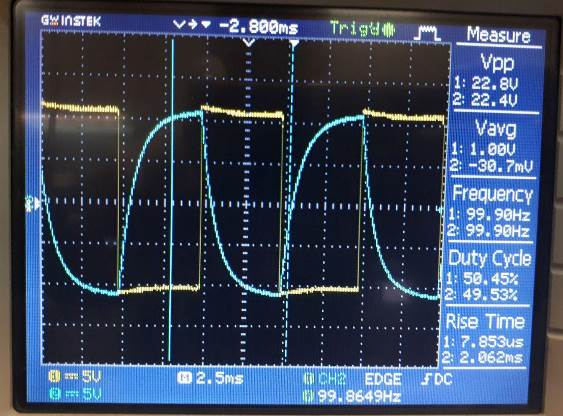 GW INSTEK
-2.800ms
Trig'd
Measure
Vpp
1: 22.8V
2: 22.4V
Vavg
1: 1.00V
2: -30.7mV
Frequency
1: 99.90Hz
2: 99.90Hz
Duty Cycle
1: 50.45%
2: 49.53%
Rise Time
1: 7.853us
2: 2.062ms
5V
M 2.5ms
CH2 EDGE DC
5V
99.8649Hz